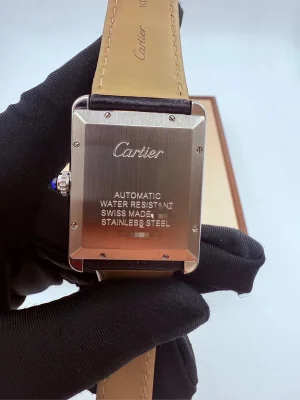 Cartier
Cartier
AUTOMATIC
WATER RESISTANT
SWISS MADE
STAINLESS STEEL